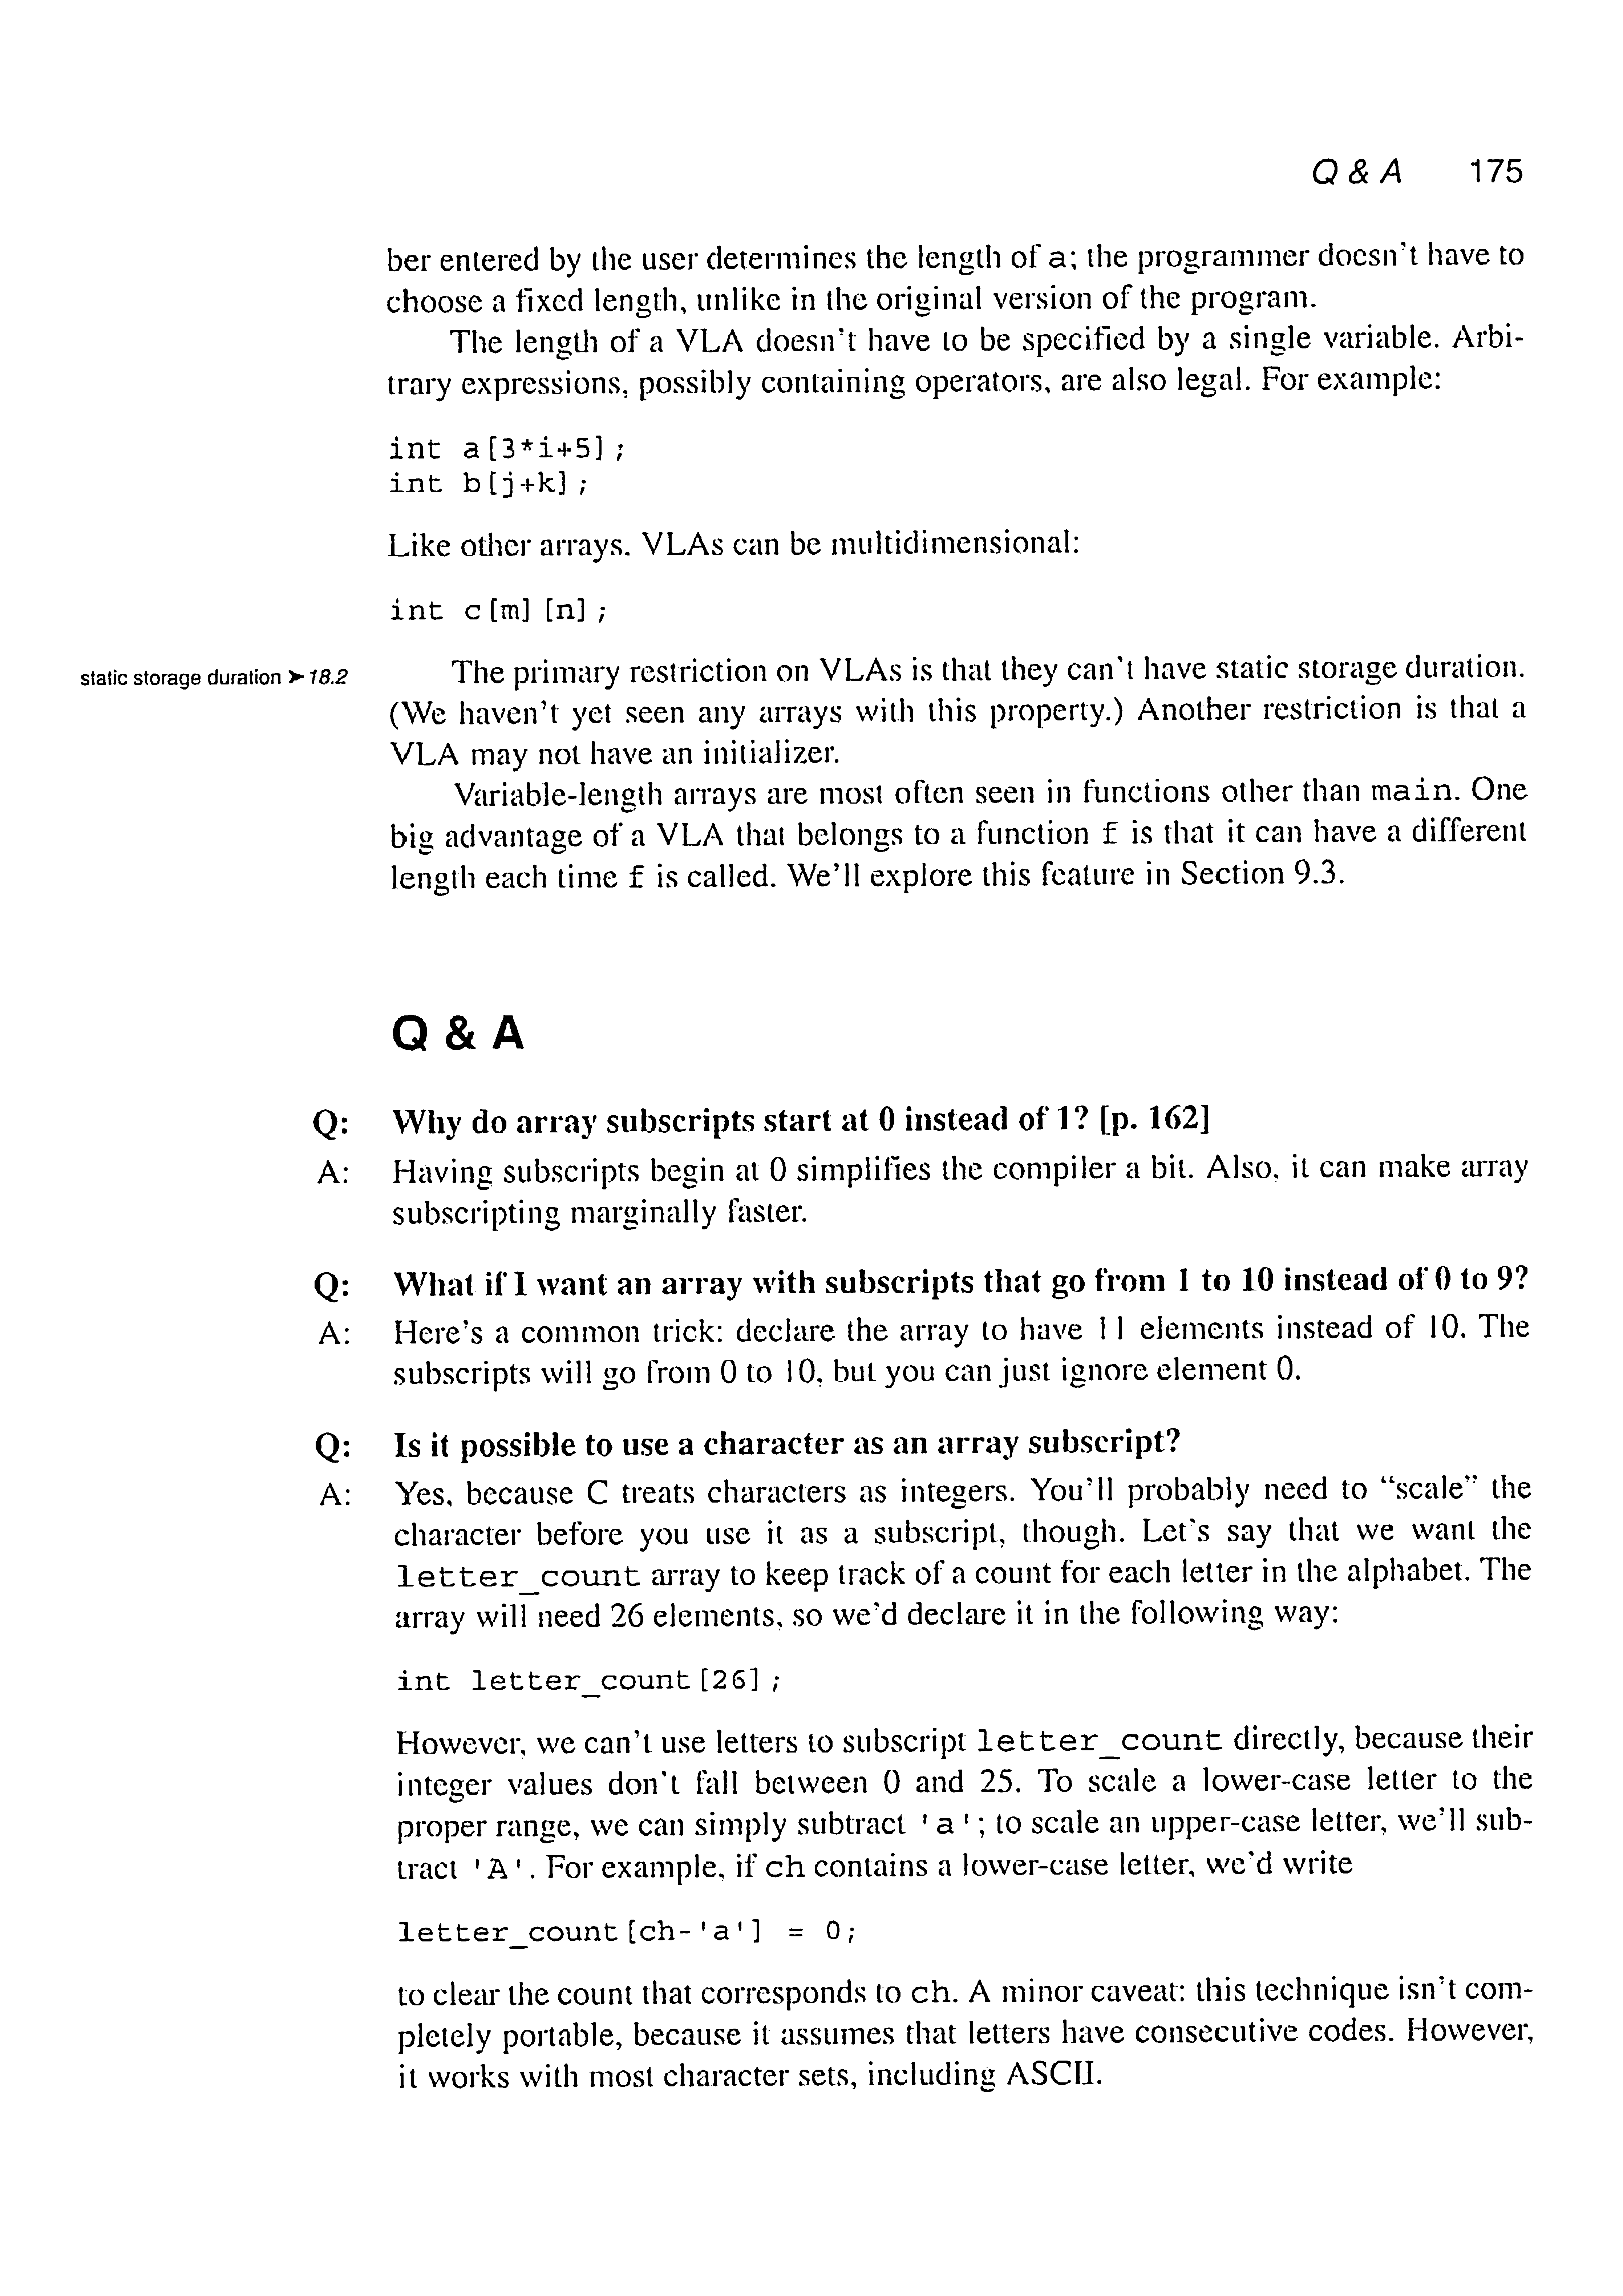 Q & A 175
ber entered by the user determines the length of a; the programmer doesn't have to
choose a fixed length, unlike in the original version of the program.
The length of a VLA doesn't have to be specified by a single variable. Arbi-
trary expressions, possibly containing operators, are also legal. For example:
int a[3*i+5];
int b[j+k];
Like other arrays, VLAs can be multidimensional:
int c[m][n];
static storage duration ➤ 18.2
The primary restriction on VLAs is that they can't have static storage duration.
(We haven't yet seen any arrays with this property.) Another restriction is that a
VLA may not have an initializer.
Variable-length arrays are most often seen in functions other than main. One
big advantage of a VLA that belongs to a function f is that it can have a different
length each time f is called. We'll explore this feature in Section 9.3.
Q & A
Q: Why do array subscripts start at 0 instead of 1? [p. 162]
A: Having subscripts begin at 0 simplifies the compiler a bit. Also, it can make array
subscripting marginally faster.
Q: What if I want an array with subscripts that go from 1 to 10 instead of 0 to 9?
A: Here's a common trick: declare the array to have 11 elements instead of 10. The
subscripts will go from 0 to 10, but you can just ignore element 0.
Q: Is it possible to use a character as an array subscript?
A: Yes, because C treats characters as integers. You'll probably need to “scale” the
character before you use it as a subscript, though. Let's say that we want the
letter_count array to keep track of a count for each letter in the alphabet. The
array will need 26 elements, so we'd declare it in the following way:
int letter_count[26];
However, we can't use letters to subscript letter_count directly, because their
integer values don't fall between 0 and 25. To scale a lower-case letter to the
proper range, we can simply subtract 'a'; to scale an upper-case letter, we'll sub-
tract 'A'. For example, if ch contains a lower-case letter, we'd write
letter_count[ch-'a'] = 0;
to clear the count that corresponds to ch. A minor caveat: this technique isn't com-
pletely portable, because it assumes that letters have consecutive codes. However,
it works with most character sets, including ASCII.